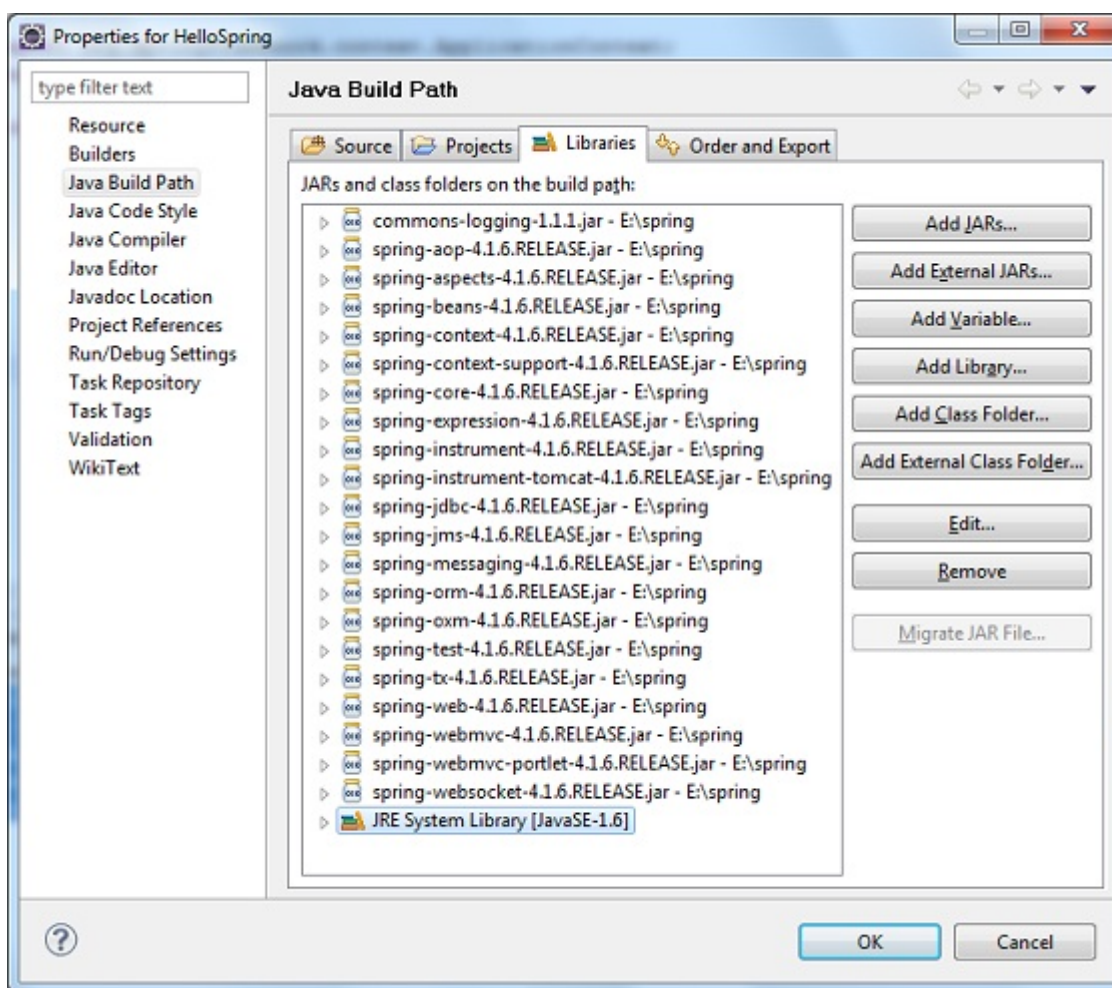 Properties for HelloSpring
type filter text
Resource
Builders
Java Build Path
Java Code Style
Java Compiler
Java Editor
Javadoc Location
Project References
Run/Debug Settings
Task Repository
Task Tags
Validation
WikiText
Java Build Path
Source Projects Libraries Order and Export
JARs and class folders on the build path:
commons-logging-1.1.1.jar - E:\spring
spring-aop-4.1.6.RELEASE.jar - E:\spring
spring-aspects-4.1.6.RELEASE.jar - E:\spring
spring-beans-4.1.6.RELEASE.jar - E:\spring
spring-context-4.1.6.RELEASE.jar - E:\spring
spring-context-support-4.1.6.RELEASE.jar - E:\spring
spring-core-4.1.6.RELEASE.jar - E:\spring
spring-expression-4.1.6.RELEASE.jar - E:\spring
spring-instrument-4.1.6.RELEASE.jar - E:\spring
spring-instrument-tomcat-4.1.6.RELEASE.jar - E:\spring
spring-jdbc-4.1.6.RELEASE.jar - E:\spring
spring-jms-4.1.6.RELEASE.jar - E:\spring
spring-messaging-4.1.6.RELEASE.jar - E:\spring
spring-orm-4.1.6.RELEASE.jar - E:\spring
spring-oxm-4.1.6.RELEASE.jar - E:\spring
spring-test-4.1.6.RELEASE.jar - E:\spring
spring-tx-4.1.6.RELEASE.jar - E:\spring
spring-web-4.1.6.RELEASE.jar - E:\spring
spring-webmvc-4.1.6.RELEASE.jar - E:\spring
spring-webmvc-portlet-4.1.6.RELEASE.jar - E:\spring
spring-websocket-4.1.6.RELEASE.jar - E:\spring
JRE System Library [JavaSE-1.6]
Add JARs...
Add External JARs...
Add Variable...
Add Library...
Add Class Folder...
Add External Class Folder...
Edit...
Remove
Migrate JAR File...
OK
Cancel